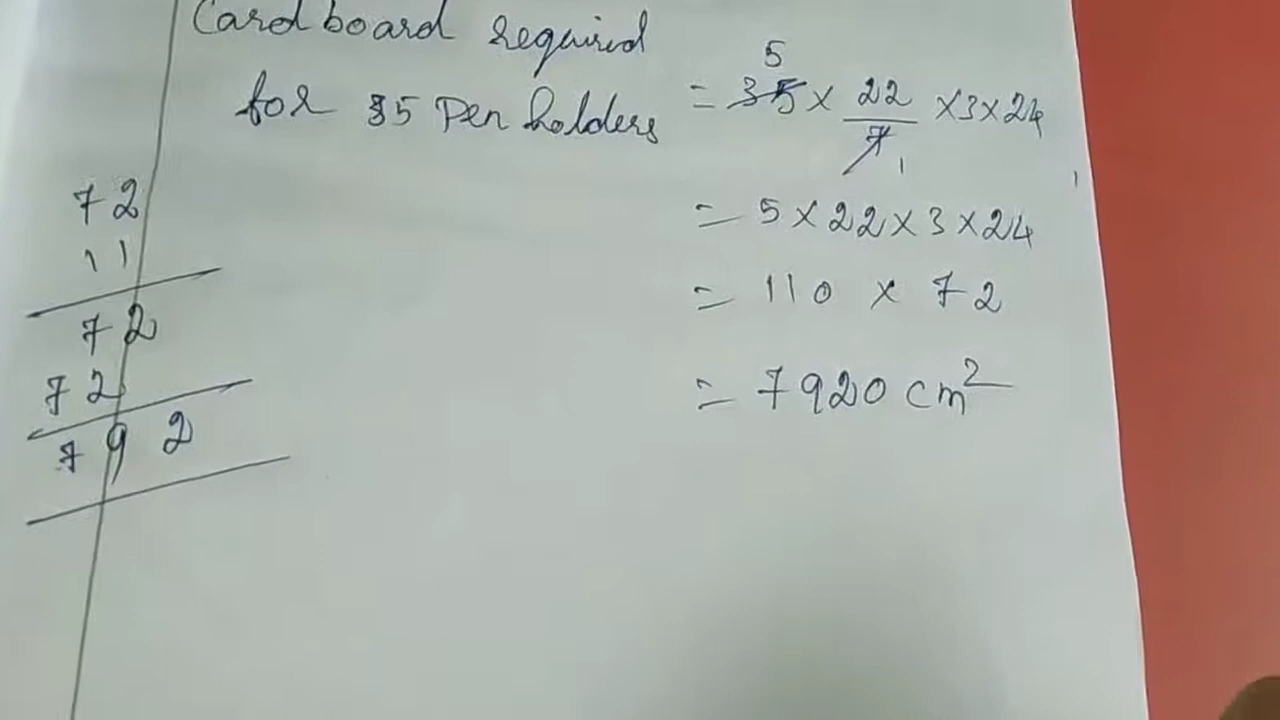 Cardboard required
for 35 Pen holders = 35 × 22/7 × 3 × 24
5
1
= 5 × 22 × 3 × 24
= 110 × 72
= 7920 cm²
72
11
72
72
792